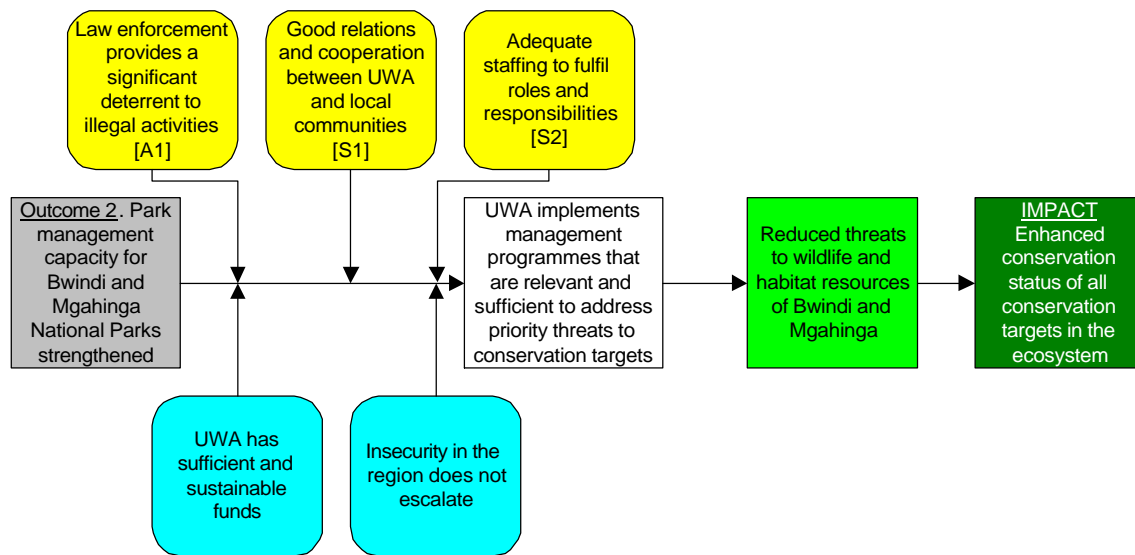 Law enforcement
provides a
significant
deterrent to
illegal activities
[A1]
Good relations
and cooperation
between UWA
and local
communities
[S1]
Adequate
staffing to fulfil
roles and
responsibilities
[S2]
Outcome 2. Park
management
capacity for
Bwindi and
Mgahinga
National Parks
strengthened
UWA implements
management
programmes that
are relevant and
sufficient to address
priority threats to
conservation targets
Reduced threats
to wildlife and
habitat resources
of Bwindi and
Mgahinga
IMPACT
Enhanced
conservation
status of all
conservation
targets in the
ecosystem
UWA has
sufficient and
sustainable
funds
Insecurity in the
region does not
escalate